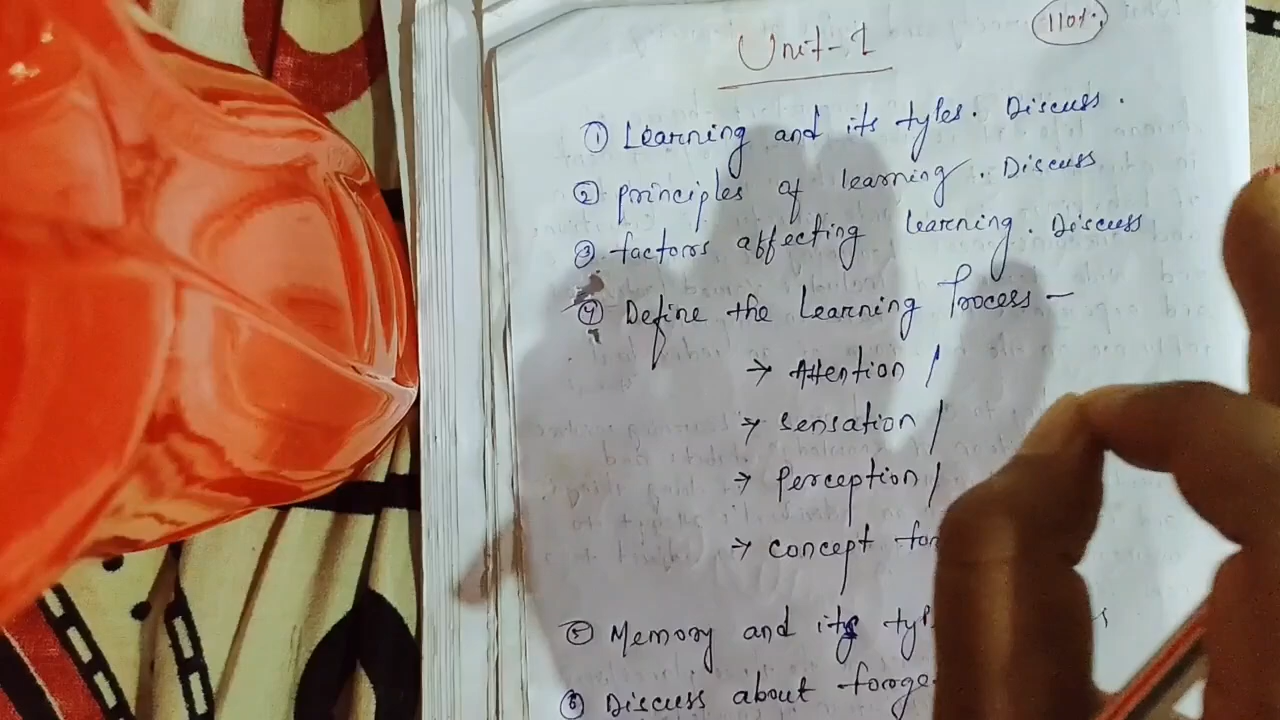 Unit-1
110%
① Learning and its tyles. Discuss.
② principles of learning. Discuss
③ factors affecting learning. Discuss
④ Define the Learning Process -
→ Attention /
→ sensation /
→ perception /
→ concept
⑤ Memory and its
⑥ Discuss about